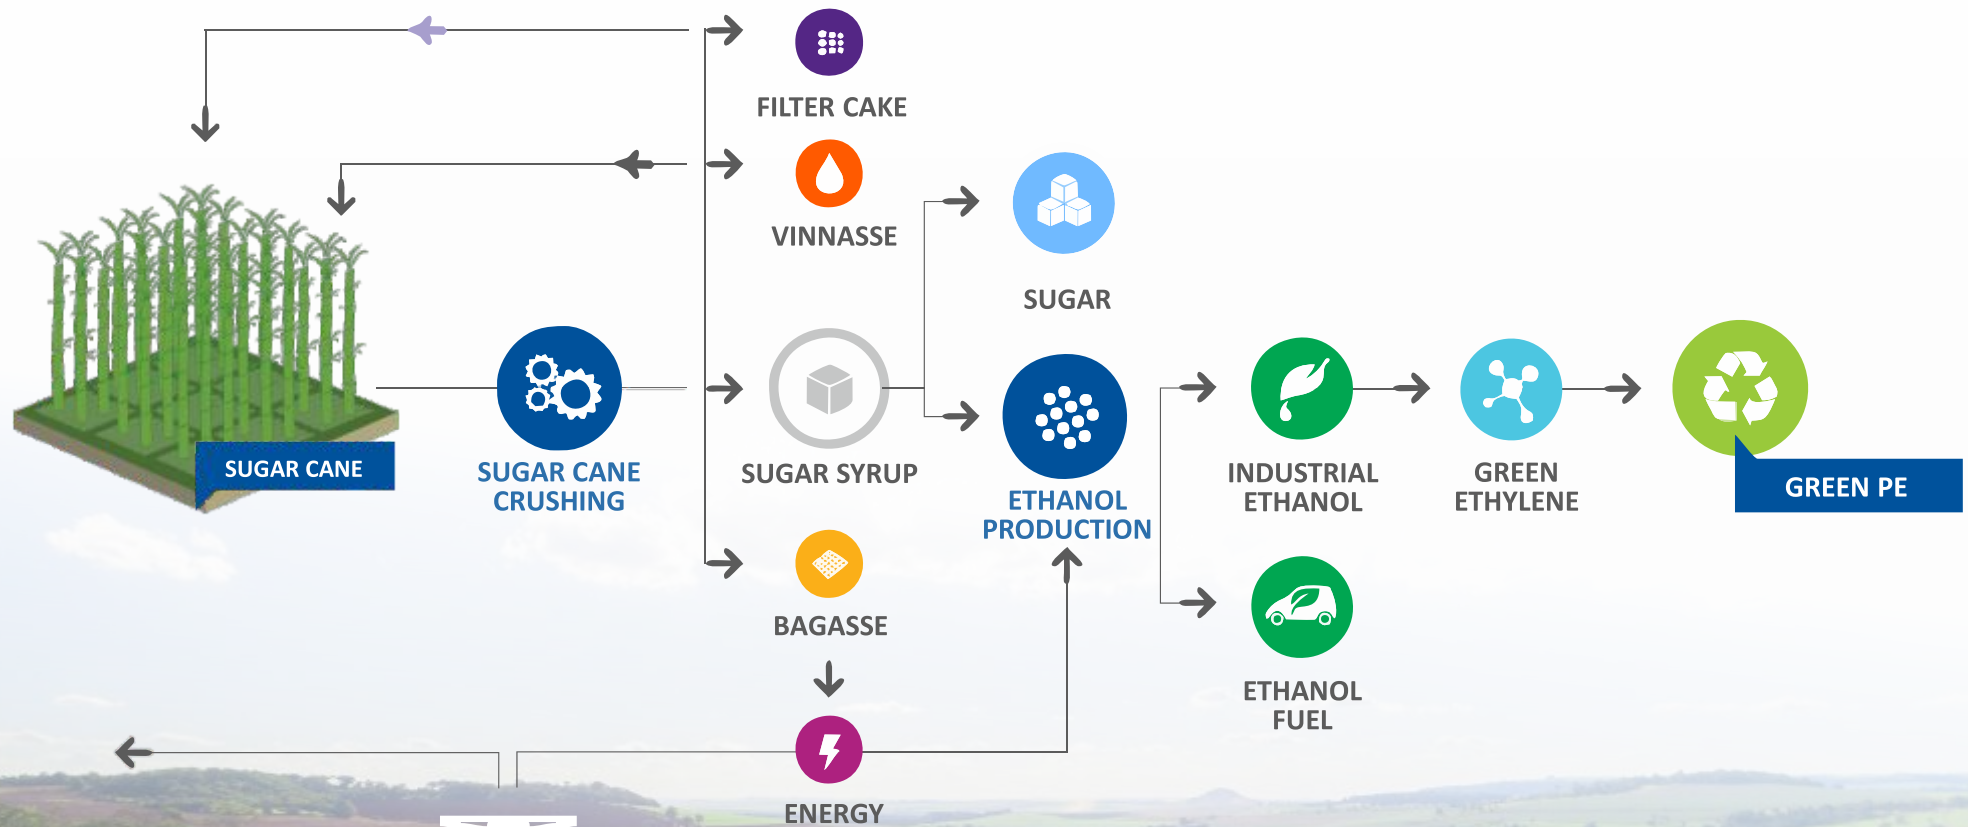 FILTER CAKE
VINNASSE
SUGAR
SUGAR CANE
SUGAR CANE
CRUSHING
SUGAR SYRUP
ETHANOL
PRODUCTION
INDUSTRIAL
ETHANOL
GREEN
ETHYLENE
GREEN PE
BAGASSE
ETHANOL
FUEL
ENERGY